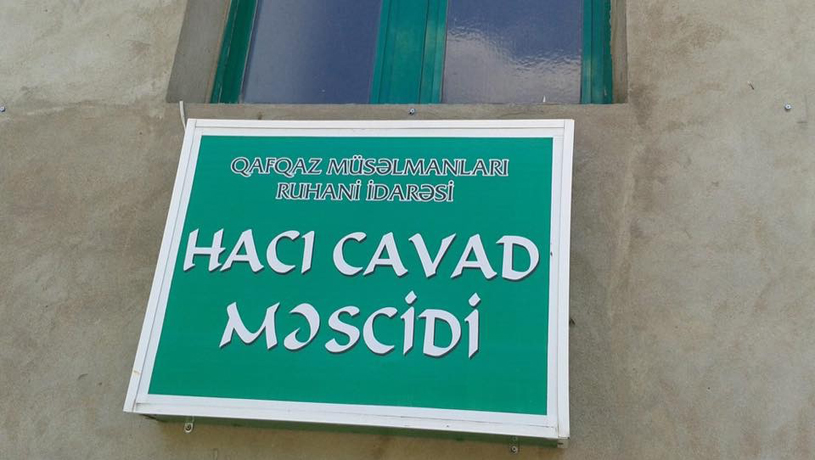 QAFQAZ MÜSƏLMANLARI
RUHANİ İDARƏSİ
HACI CAVAD
MƏSCİDİ